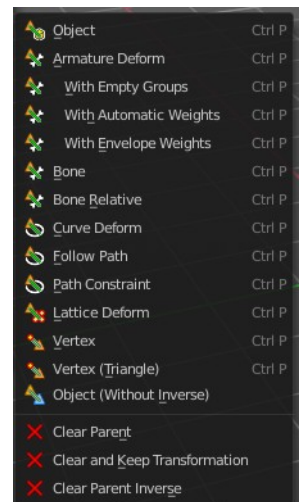 Object Ctrl P
Armature Deform Ctrl P
With Empty Groups Ctrl P
With Automatic Weights Ctrl P
With Envelope Weights Ctrl P
Bone Ctrl P
Bone Relative Ctrl P
Curve Deform Ctrl P
Follow Path Ctrl P
Path Constraint Ctrl P
Lattice Deform Ctrl P
Vertex Ctrl P
Vertex (Triangle) Ctrl P
Object (Without Inverse)
Clear Parent
Clear and Keep Transformation
Clear Parent Inverse